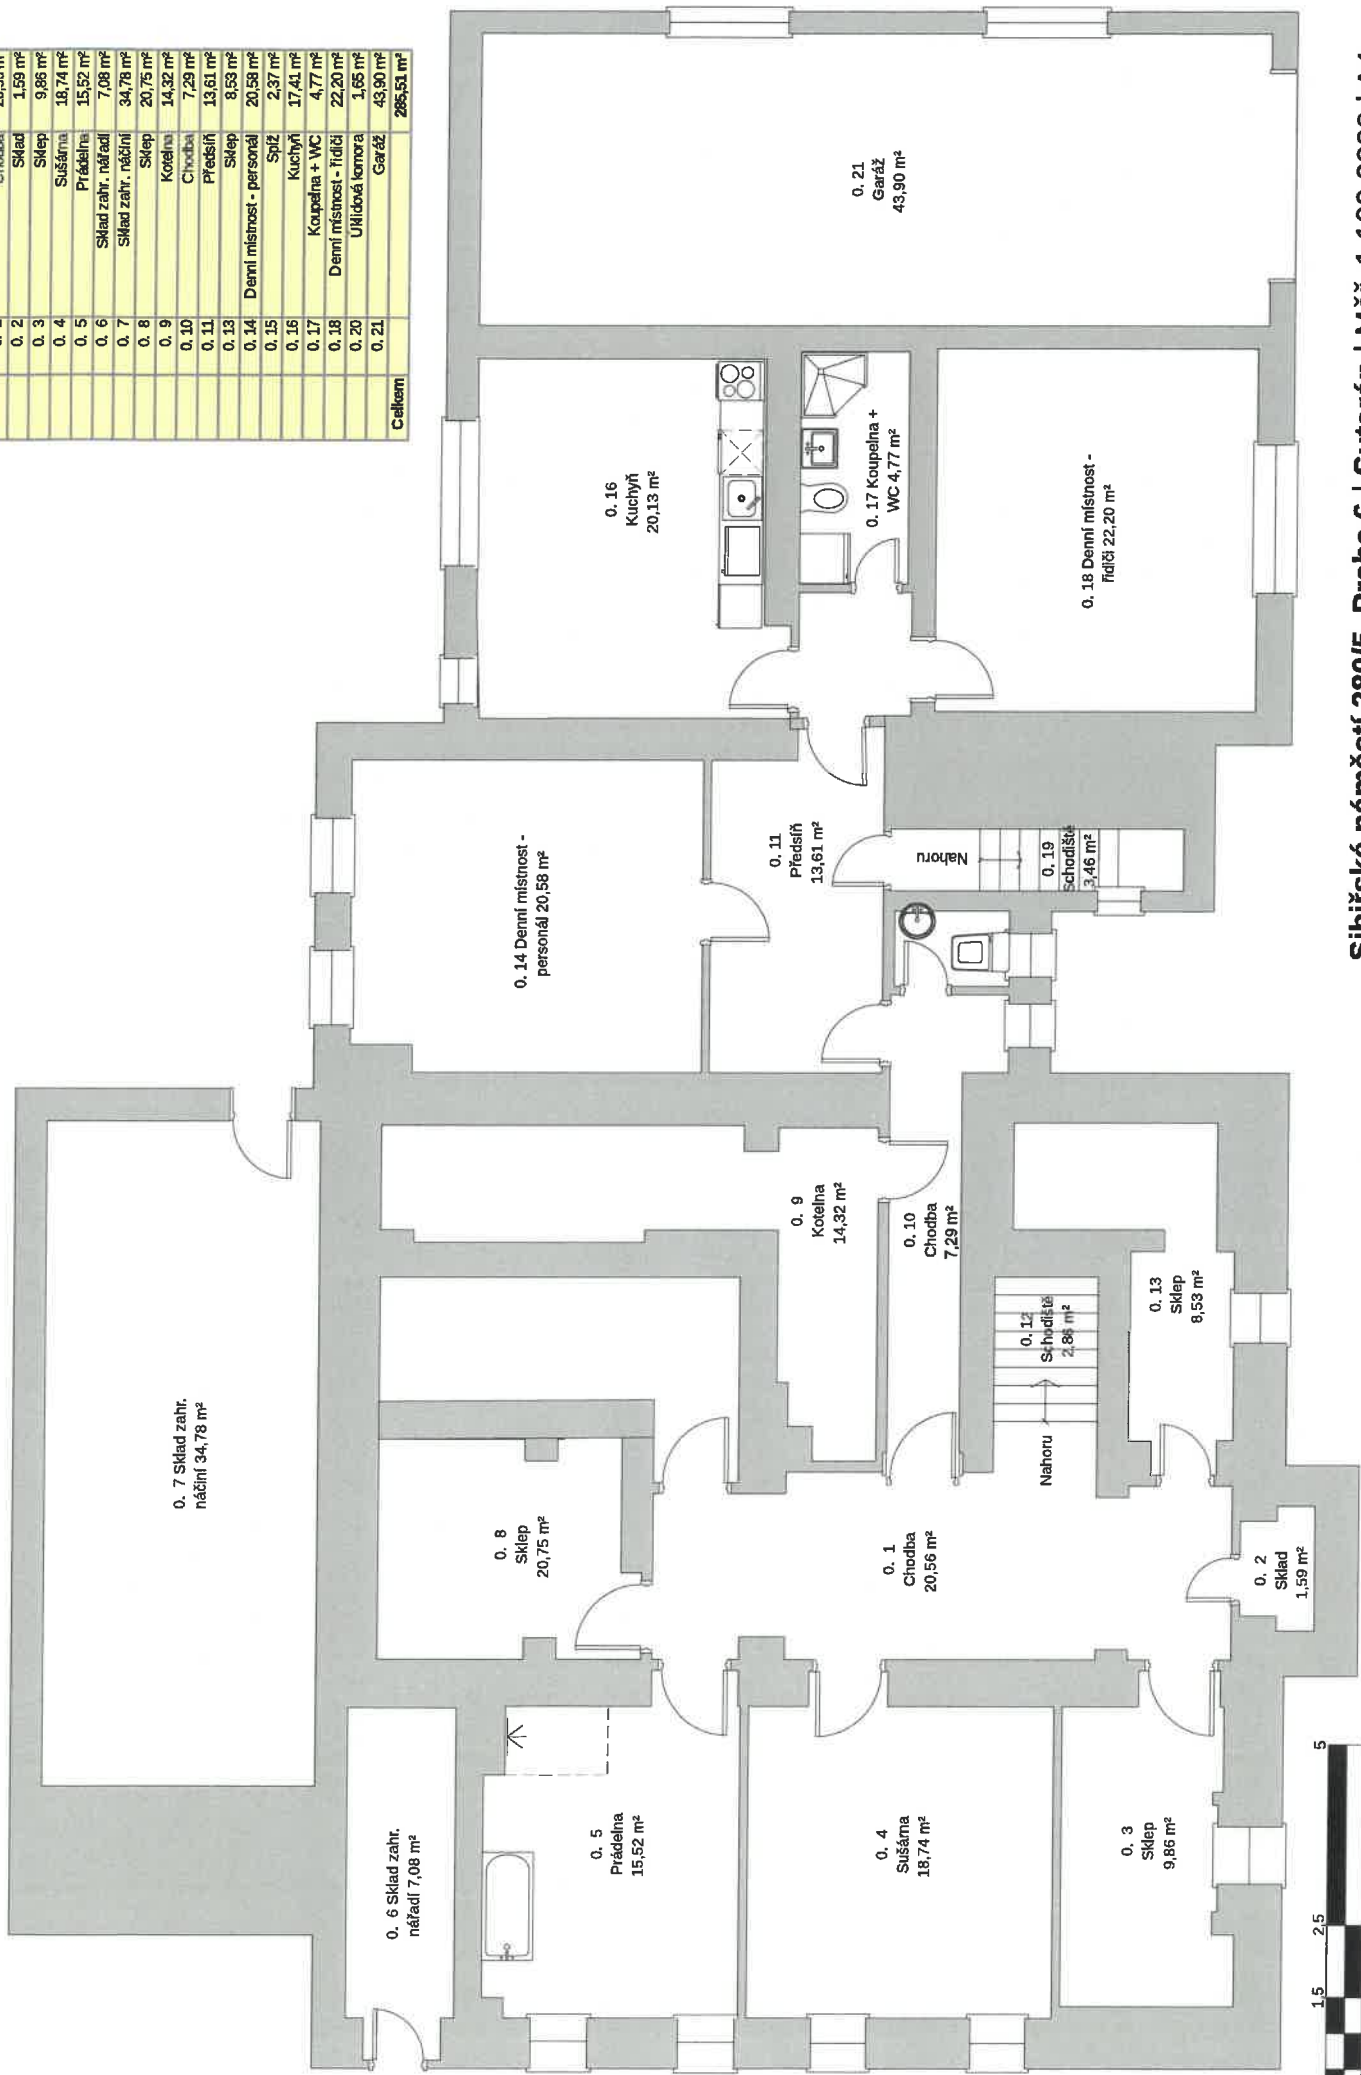 0. 2 Sklad 1,59 m²
0. 3 Sklep 9,86 m²
0. 4 Sušárna 18,74 m²
0. 5 Prádelna 15,52 m²
0. 6 Sklad zahr. nářadí 7,08 m²
0. 7 Sklad zahr. náčiní 34,78 m²
0. 8 Sklep 20,75 m²
0. 9 Kotelna 14,32 m²
0. 10 Chodba 7,29 m²
0. 11 Předsíň 13,61 m²
0. 13 Sklep 8,53 m²
0. 14 Denní místnost - personál 20,58 m²
0. 15 Spíž 2,37 m²
0. 16 Kuchyň 17,41 m²
0. 17 Koupelna + WC 4,77 m²
0. 18 Denní místnost - řidiči 22,20 m²
0. 20 Úklidová komora 1,65 m²
0. 21 Garáž 43,90 m²
Celkem 285,51 m²
0. 7 Sklad zahr.
náčiní 34,78 m²
0. 6 Sklad zahr.
nářadí 7,08 m²
0. 14 Denní místnost -
personál 20,58 m²
0. 16
Kuchyň
20,13 m²
0. 21
Garáž
43,90 m²
0. 17 Koupelna +
WC 4,77 m²
0. 18 Denní místnost -
řidiči 22,20 m²
0. 11
Předsíň
13,61 m²
Nahoru
0. 19
Schodiště
3,46 m²
0. 9
Kotelna
14,32 m²
0. 10
Chodba
7,29 m²
0. 8
Sklep
20,75 m²
0. 12
Schodiště
2,86 m²
Nahoru
0. 13
Sklep
8,53 m²
0. 1
Chodba
20,56 m²
0. 2
Sklad
1,59 m²
0. 5
Prádelna
15,52 m²
0. 4
Sušárna
18,74 m²
0. 3
Sklep
9,86 m²
1,5 2,5 5